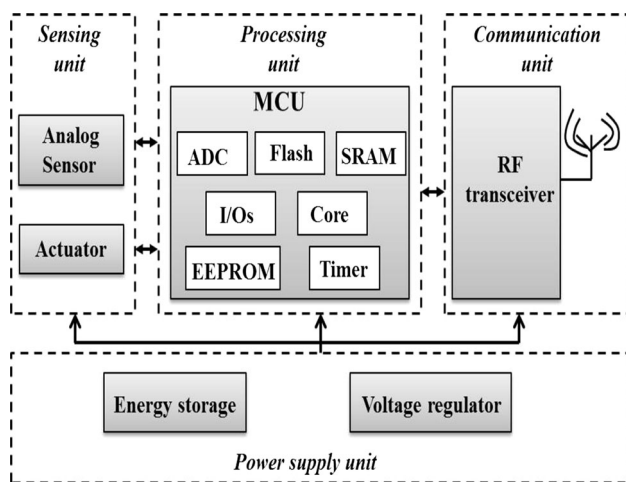 Sensing
unit
Analog
Sensor
Actuator
Processing
unit
MCU
ADC
Flash
SRAM
I/Os
Core
EEPROM
Timer
Communication
unit
RF
transceiver
Energy storage
Voltage regulator
Power supply unit